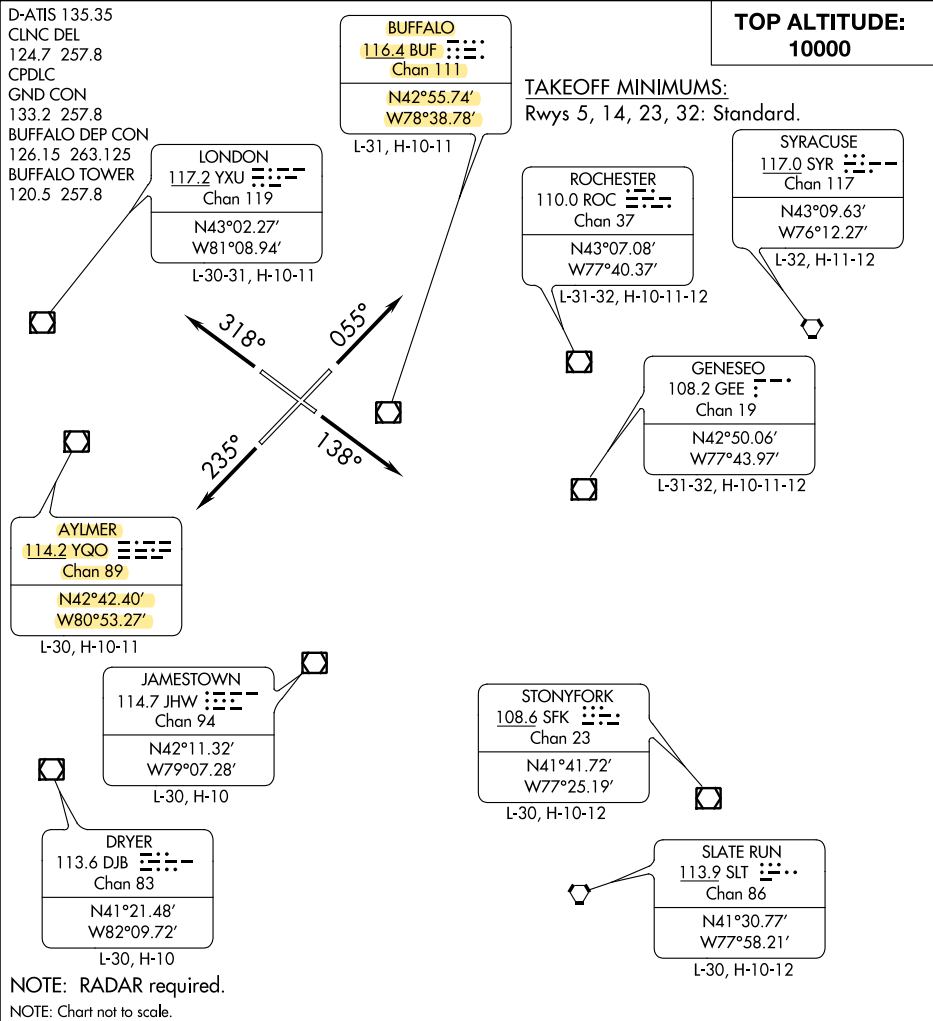 D-ATIS 135.35
CLNC DEL
124.7 257.8
CPDLC
GND CON
133.2 257.8
BUFFALO DEP CON
126.15 263.125
BUFFALO TOWER
120.5 257.8
BUFFALO
116.4 BUF
Chan 111
N42°55.74′
W78°38.78′
L-31, H-10-11
TOP ALTITUDE:
10000
TAKEOFF MINIMUMS:
Rwys 5, 14, 23, 32: Standard.
LONDON
117.2 YXU
Chan 119
N43°02.27′
W81°08.94′
L-30-31, H-10-11
ROCHESTER
110.0 ROC
Chan 37
N43°07.08′
W77°40.37′
L-31-32, H-10-11-12
SYRACUSE
117.0 SYR
Chan 117
N43°09.63′
W76°12.27′
L-32, H-11-12
318°
055°
235°
138°
GENESEO
108.2 GEE
Chan 19
N42°50.06′
W77°43.97′
L-31-32, H-10-11-12
AYLMER
114.2 YQO
Chan 89
N42°42.40′
W80°53.27′
L-30, H-10-11
JAMESTOWN
114.7 JHW
Chan 94
N42°11.32′
W79°07.28′
L-30, H-10
STONYFORK
108.6 SFK
Chan 23
N41°41.72′
W77°25.19′
L-30, H-10-12
DRYER
113.6 DJB
Chan 83
N41°21.48′
W82°09.72′
L-30, H-10
SLATE RUN
113.9 SLT
Chan 86
N41°30.77′
W77°58.21′
L-30, H-10-12
NOTE: RADAR required.
NOTE: Chart not to scale.